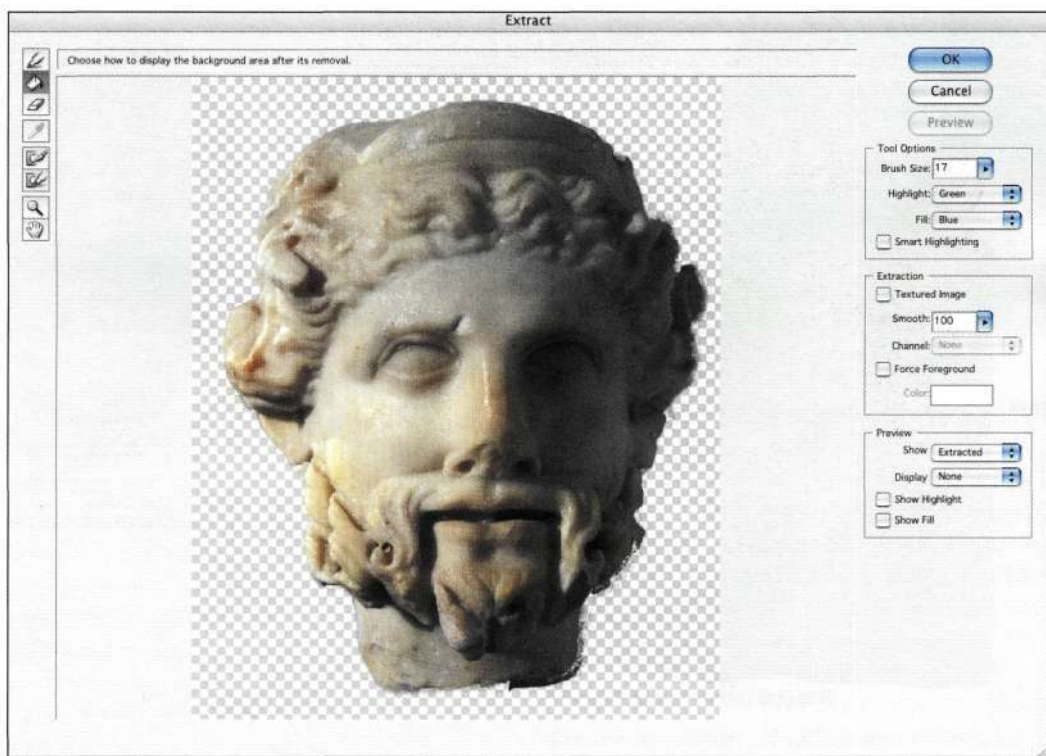 Extract
Choose how to display the background area after its removal.
OK
Cancel
Preview
Tool Options
Brush Size: 17
Highlight: Green
Fill: Blue
Smart Highlighting
Extraction
Textured Image
Smooth: 100
Channel: None
Force Foreground
Color:
Preview
Show Extracted
Display None
Show Highlight
Show Fill